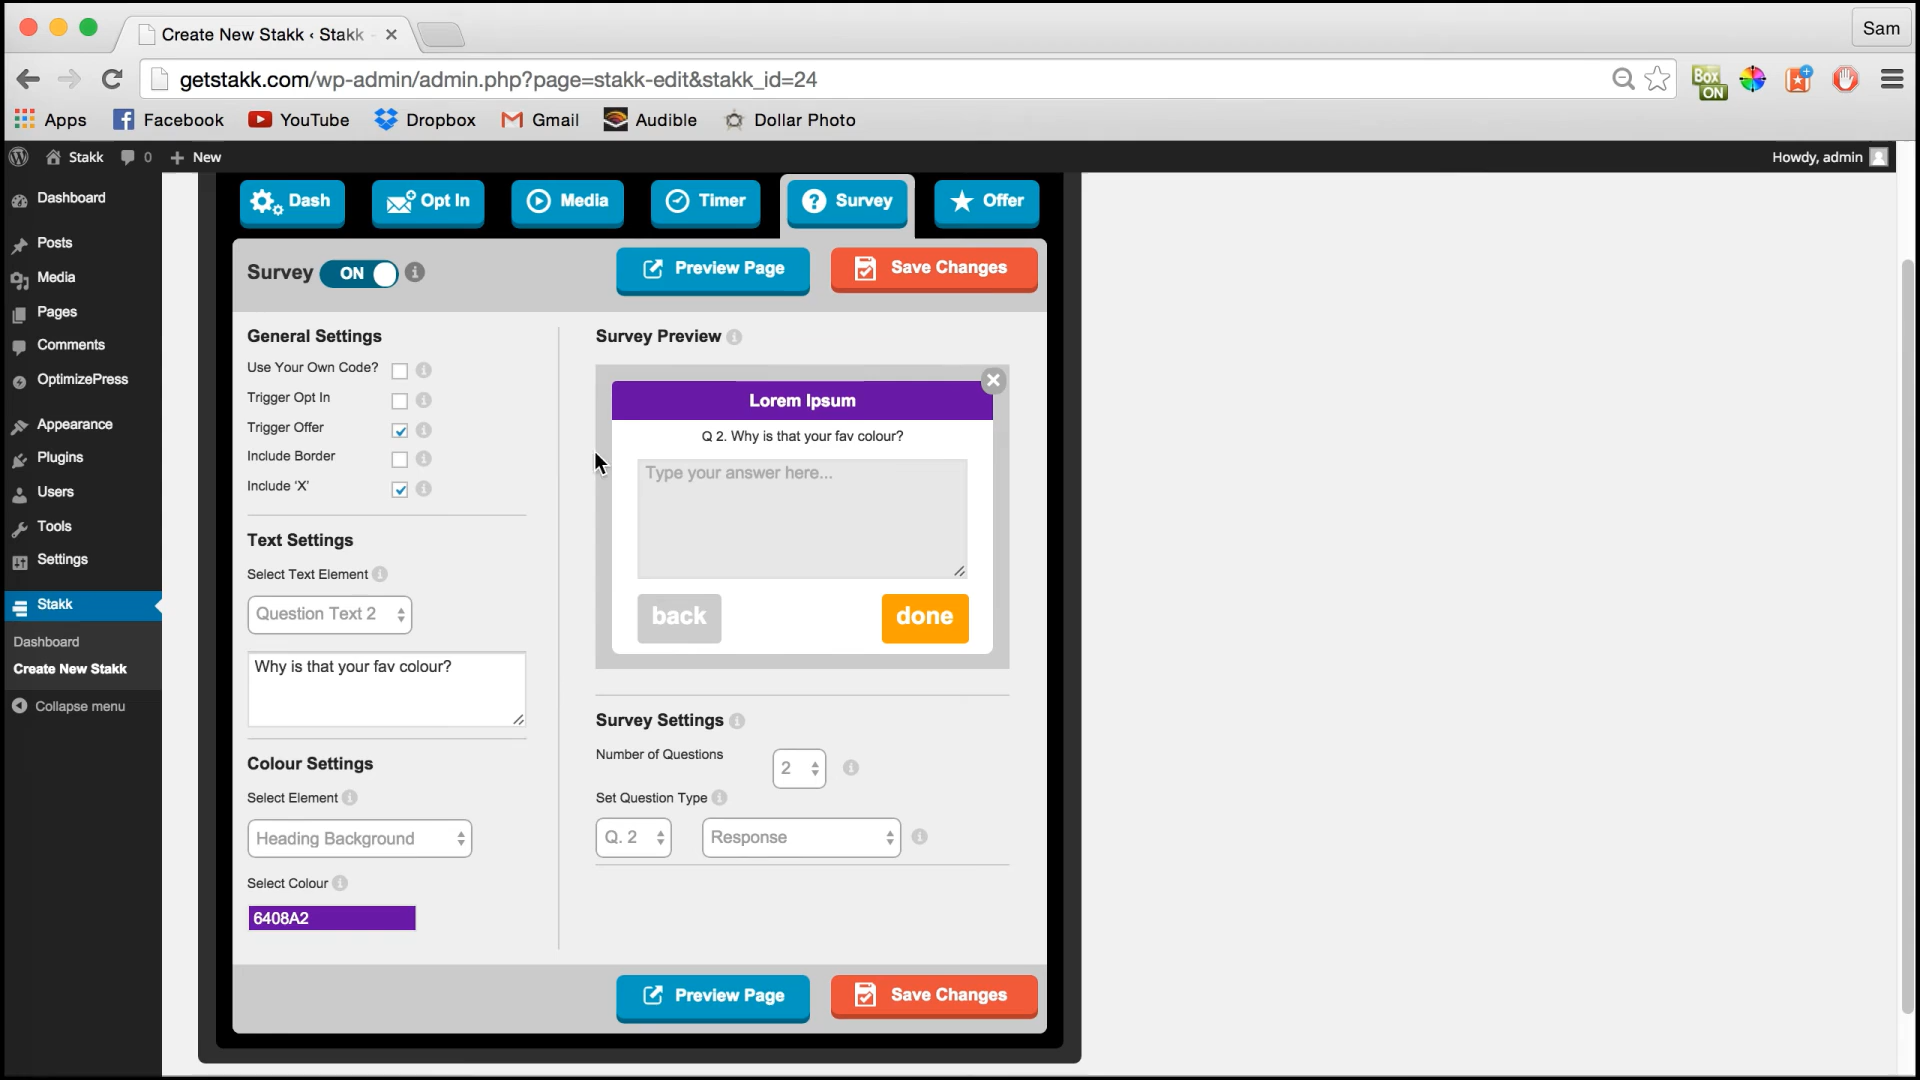 Create New Stakk ‹ Stakk
Sam
getstakk.com/wp-admin/admin.php?page=stakk-edit&stakk_id=24
Box
ON
Apps
Facebook
YouTube
Dropbox
Gmail
Audible
Dollar Photo
Stakk
0
New
Howdy, admin
Dashboard
Posts
Media
Pages
Comments
OptimizePress
Appearance
Plugins
Users
Tools
Settings
Stakk
Dashboard
Create New Stakk
Collapse menu
Dash
Opt In
Media
Timer
Survey
Offer
Survey
ON
Preview Page
Save Changes
General Settings
Use Your Own Code?
Trigger Opt In
Trigger Offer
Include Border
Include 'X'
Text Settings
Select Text Element
Question Text 2
Why is that your fav colour?
Colour Settings
Select Element
Heading Background
Select Colour
6408A2
Survey Preview
Lorem Ipsum
Q 2. Why is that your fav colour?
Type your answer here...
back
done
Survey Settings
Number of Questions
2
Set Question Type
Q. 2
Response
Preview Page
Save Changes